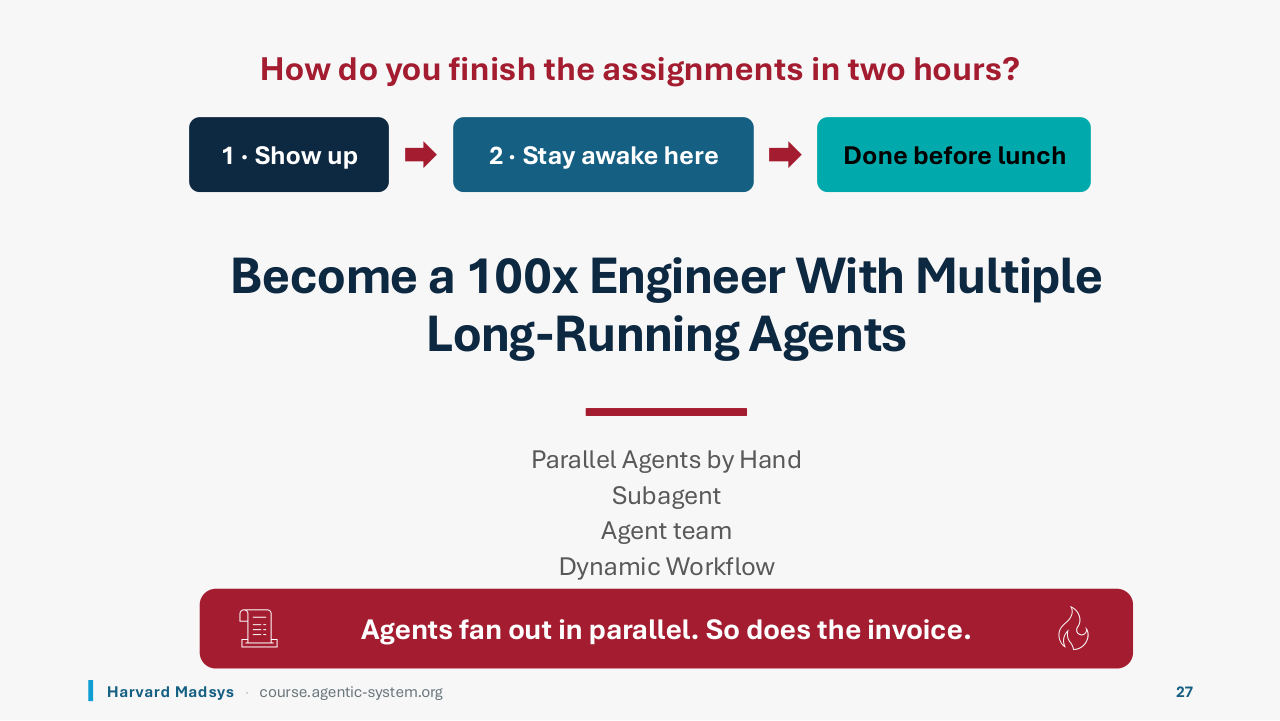 How do you finish the assignments in two hours?
1 · Show up
2 · Stay awake here
Done before lunch
Become a 100x Engineer With Multiple
Long-Running Agents
Parallel Agents by Hand
Subagent
Agent team
Dynamic Workflow
Agents fan out in parallel. So does the invoice.
Harvard Madsys · course.agentic-system.org
27